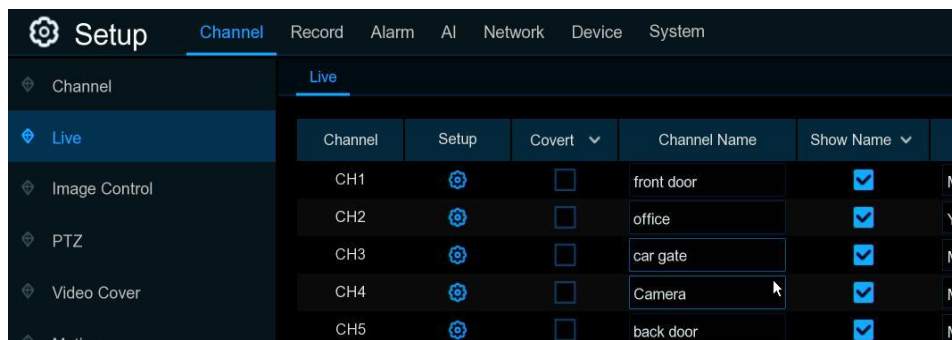 Setup Channel Record Alarm AI Network Device System
Channel
Live
Image Control
PTZ
Video Cover
Live
Channel Setup Covert Channel Name Show Name
CH1 front door
CH2 office
CH3 car gate
CH4 Camera
CH5 back door